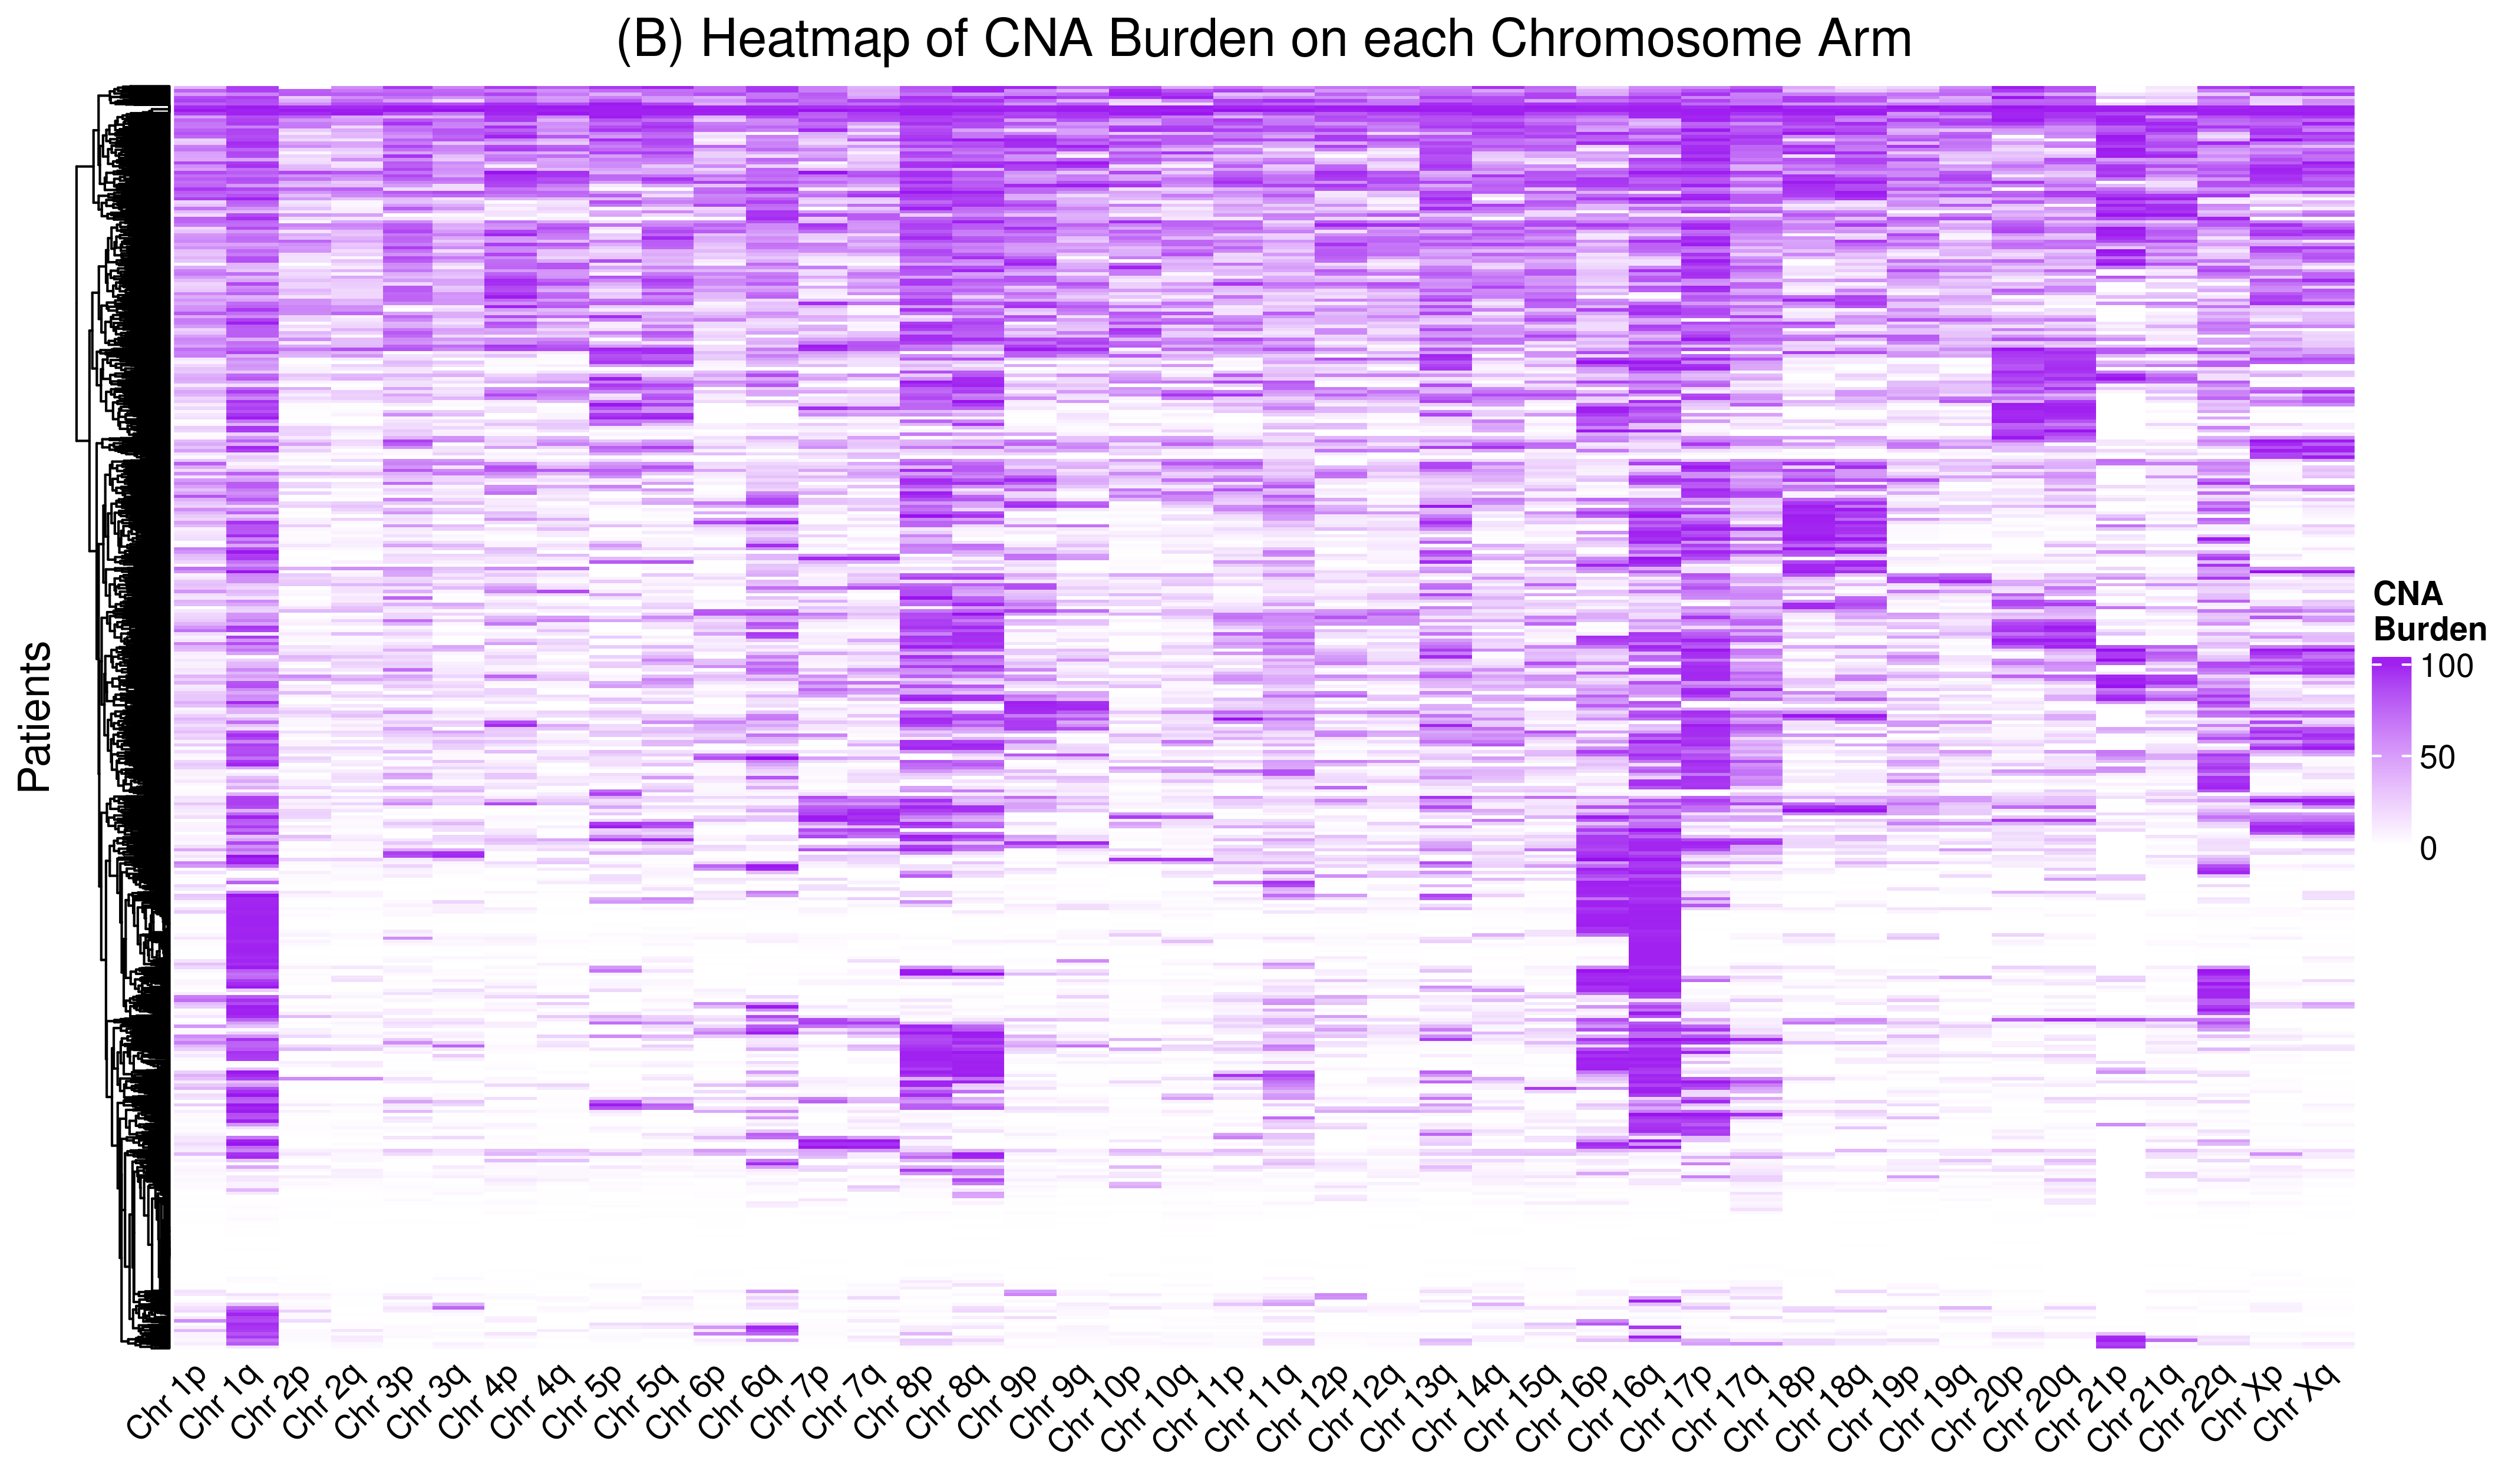 (B) Heatmap of CNA Burden on each Chromosome Arm
Patients
CNA
Burden
100
50
0
Chr 1p
Chr 1q
Chr 2p
Chr 2q
Chr 3p
Chr 3q
Chr 4p
Chr 4q
Chr 5p
Chr 5q
Chr 6p
Chr 6q
Chr 7p
Chr 7q
Chr 8p
Chr 8q
Chr 9p
Chr 9q
Chr 10p
Chr 10q
Chr 11p
Chr 11q
Chr 12p
Chr 12q
Chr 13q
Chr 14q
Chr 15q
Chr 16p
Chr 16q
Chr 17p
Chr 17q
Chr 18p
Chr 18q
Chr 19p
Chr 19q
Chr 20p
Chr 20q
Chr 21p
Chr 21q
Chr 22q
Chr Xp
Chr Xq